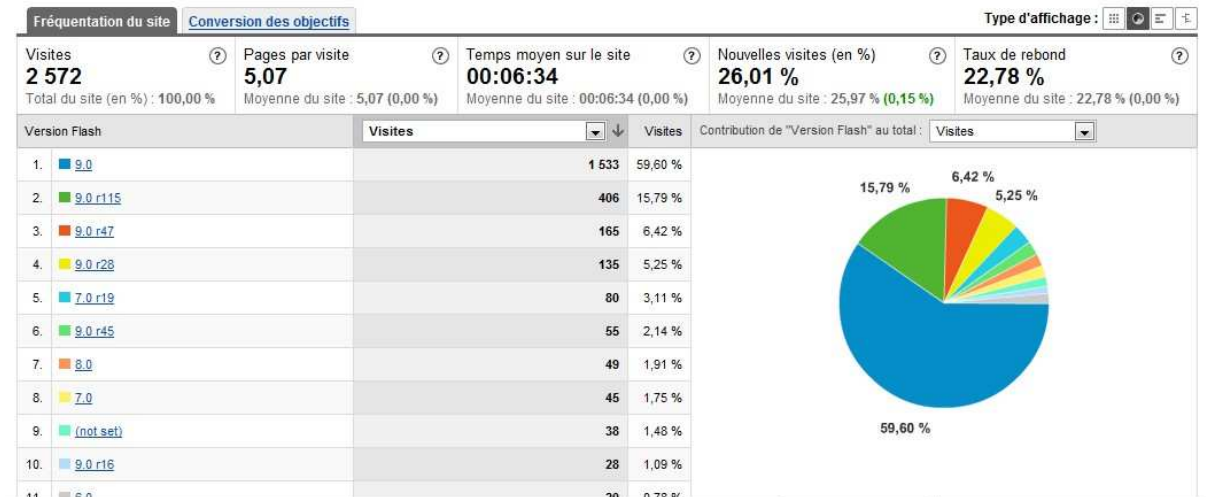 Fréquentation du site Conversion des objectifs Type d'affichage :
Visites ? Pages par visite ? Temps moyen sur le site ? Nouvelles visites (en %) ? Taux de rebond ?
2 572 5,07 00:06:34 26,01 % 22,78 %
Total du site (en %) : 100,00 % Moyenne du site : 5,07 (0,00 %) Moyenne du site : 00:06:34 (0,00 %) Moyenne du site : 25,97 % (0,15 %) Moyenne du site : 22,78 % (0,00 %)
Version Flash Visites Visites Contribution de "Version Flash" au total : Visites
1. 9.0 1 533 59,60 %
2. 9.0 r115 406 15,79 %
3. 9.0 r47 165 6,42 %
4. 9.0 r28 135 5,25 %
5. 7.0 r19 80 3,11 %
6. 9.0 r45 55 2,14 %
7. 8.0 49 1,91 %
8. 7.0 45 1,75 %
9. (not set) 38 1,48 %
10. 9.0 r16 28 1,09 %
6,42 %
15,79 %
5,25 %
59,60 %